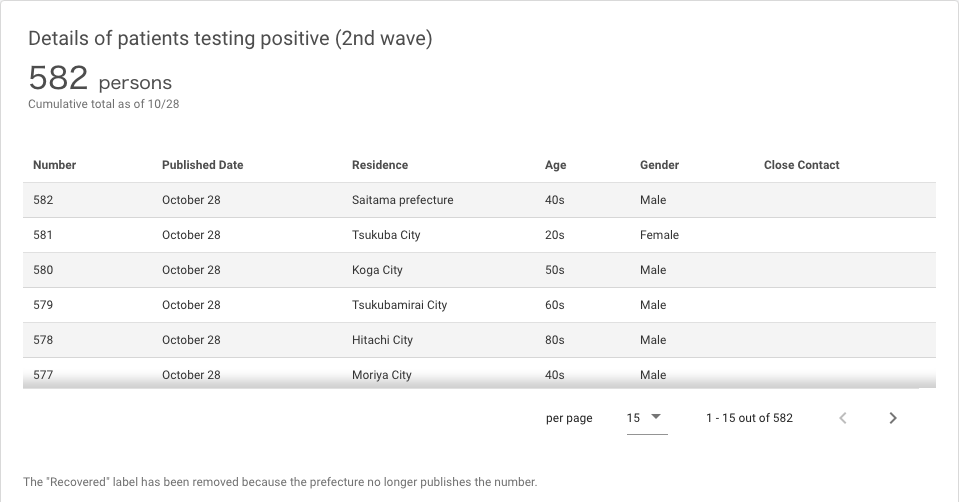 Details of patients testing positive (2nd wave)
582 persons
Cumulative total as of 10/28
Number Published Date Residence Age Gender Close Contact
582 October 28 Saitama prefecture 40s Male
581 October 28 Tsukuba City 20s Female
580 October 28 Koga City 50s Male
579 October 28 Tsukubamirai City 60s Male
578 October 28 Hitachi City 80s Male
577 October 28 Moriya City 40s Male
per page 15 1 - 15 out of 582
The "Recovered" label has been removed because the prefecture no longer publishes the number.